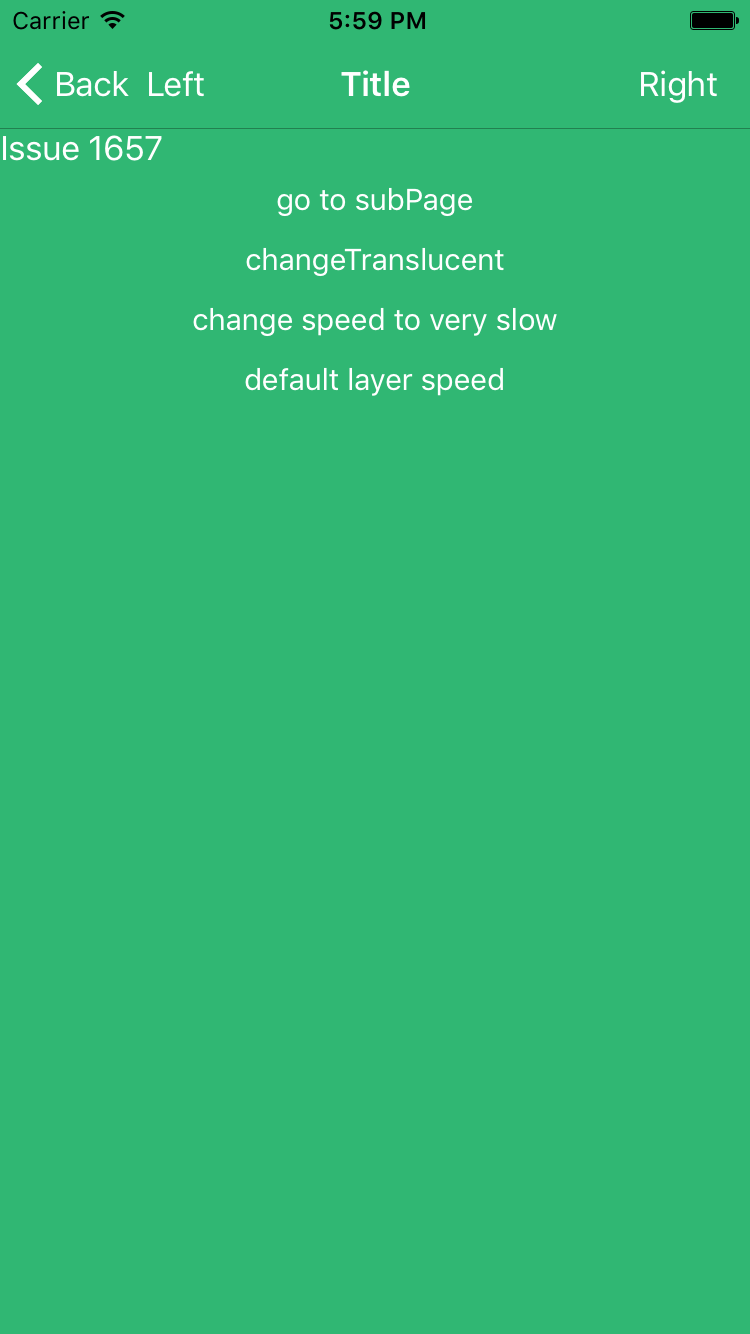 Carrier 5:59 PM
Back Left Title Right
Issue 1657
go to subPage
changeTranslucent
change speed to very slow
default layer speed